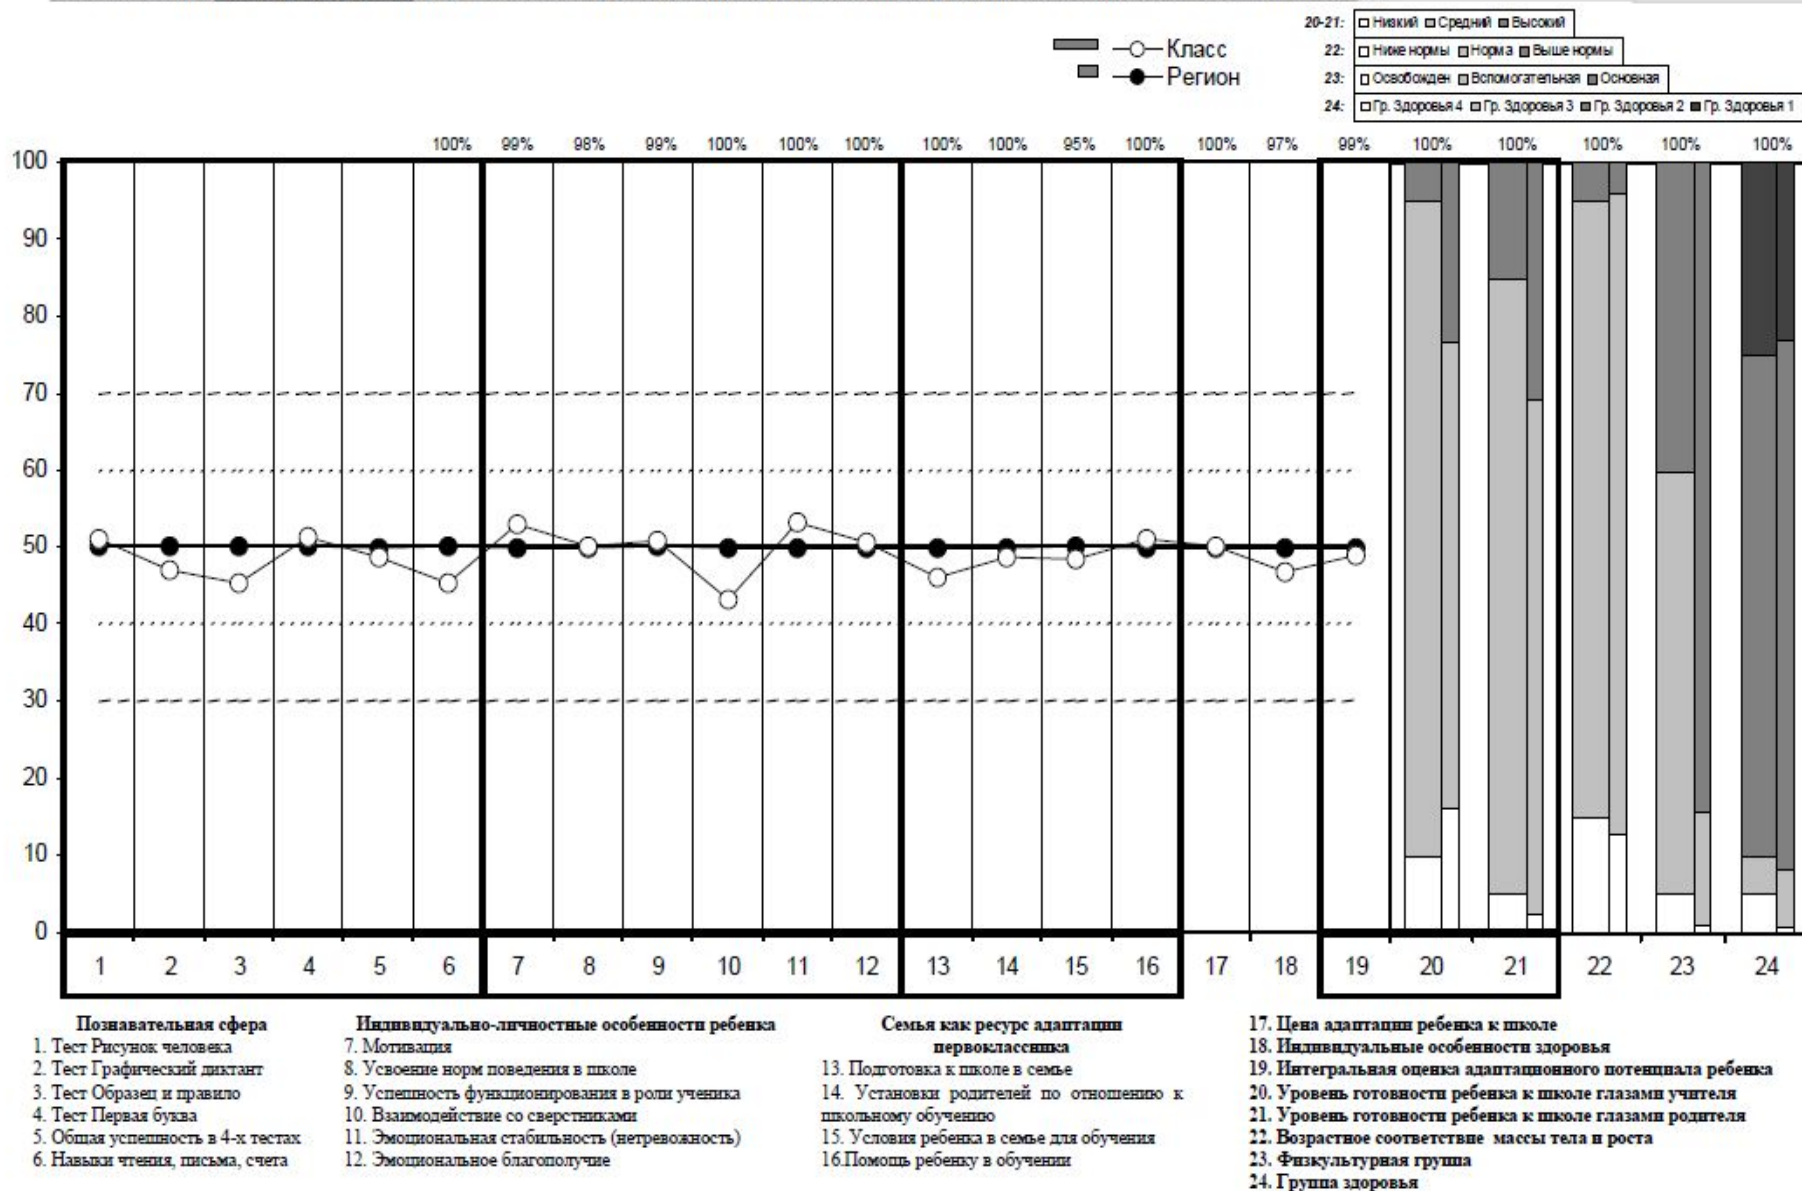 20-21: Низкий Средний Высокий
Класс
22: Ниже нормы Норма Выше нормы
Регион
23: Освобожден Вспомогательная Основная
24: Гр. Здоровья 4 Гр. Здоровья 3 Гр. Здоровья 2 Гр. Здоровья 1
100% 99% 98% 99% 100% 100% 100% 100% 100% 95% 100% 100% 97% 99% 100% 100% 100% 100% 100%
100
90
80
70
60
50
40
30
20
10
0
1 2 3 4 5 6 7 8 9 10 11 12 13 14 15 16 17 18 19 20 21 22 23 24
Познавательная сфера
1. Тест Рисунок человека
2. Тест Графический диктант
3. Тест Образец и правило
4. Тест Первая буква
5. Общая успешность в 4-х тестах
6. Навыки чтения, письма, счета
Индивидуально-личностные особенности ребенка
7. Мотивация
8. Усвоение норм поведения в школе
9. Успешность функционирования в роли ученика
10. Взаимодействие со сверстниками
11. Эмоциональная стабильность (нетревожность)
12. Эмоциональное благополучие
Семья как ресурс адаптации
первоклассника
13. Подготовка к школе в семье
14. Установки родителей по отношению к
школьному обучению
15. Условия ребенка в семье для обучения
16.Помощь ребенку в обучении
17. Цена адаптации ребенка к школе
18. Индивидуальные особенности здоровья
19. Интегральная оценка адаптационного потенциала ребенка
20. Уровень готовности ребенка к школе глазами учителя
21. Уровень готовности ребенка к школе глазами родителя
22. Возрастное соответствие массы тела и роста
23. Физкультурная группа
24. Группа здоровья